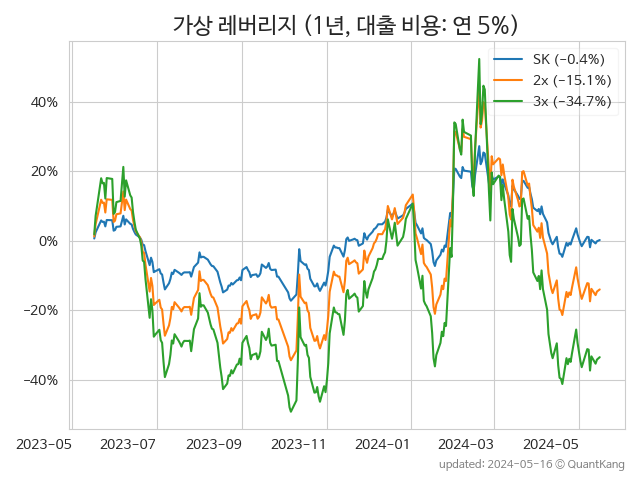 가상 레버리지 (1년, 대출 비용: 연 5%)
SK (−0.4%)
2x (−15.1%)
3x (−34.7%)
40%
20%
0%
−20%
−40%
2023−05 2023−07 2023−09 2023−11 2024−01 2024−03 2024−05
updated: 2024−05−16 ⓒ QuantKang